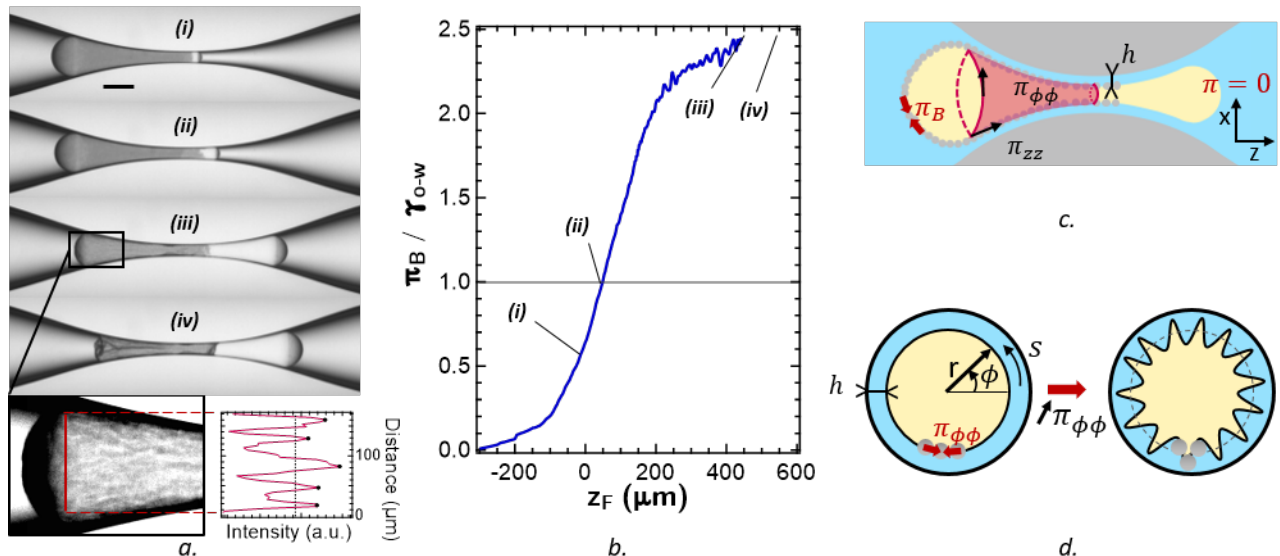 (i)
(ii)
(iii)
(iv)
100
0
Distance
(μm)
Intensity (a.u.)
a.
2.5
2.0
1.5
1.0
0.5
0.0
π_B / γ_o-w
(i)
(ii)
(iii)
(iv)
-200 0 200 400 600
z_F (μm)
b.
h
π_ϕϕ
π = 0
π_B
π_zz
x
z
c.
h
r
ϕ
S
π_ϕϕ
π_ϕϕ
d.